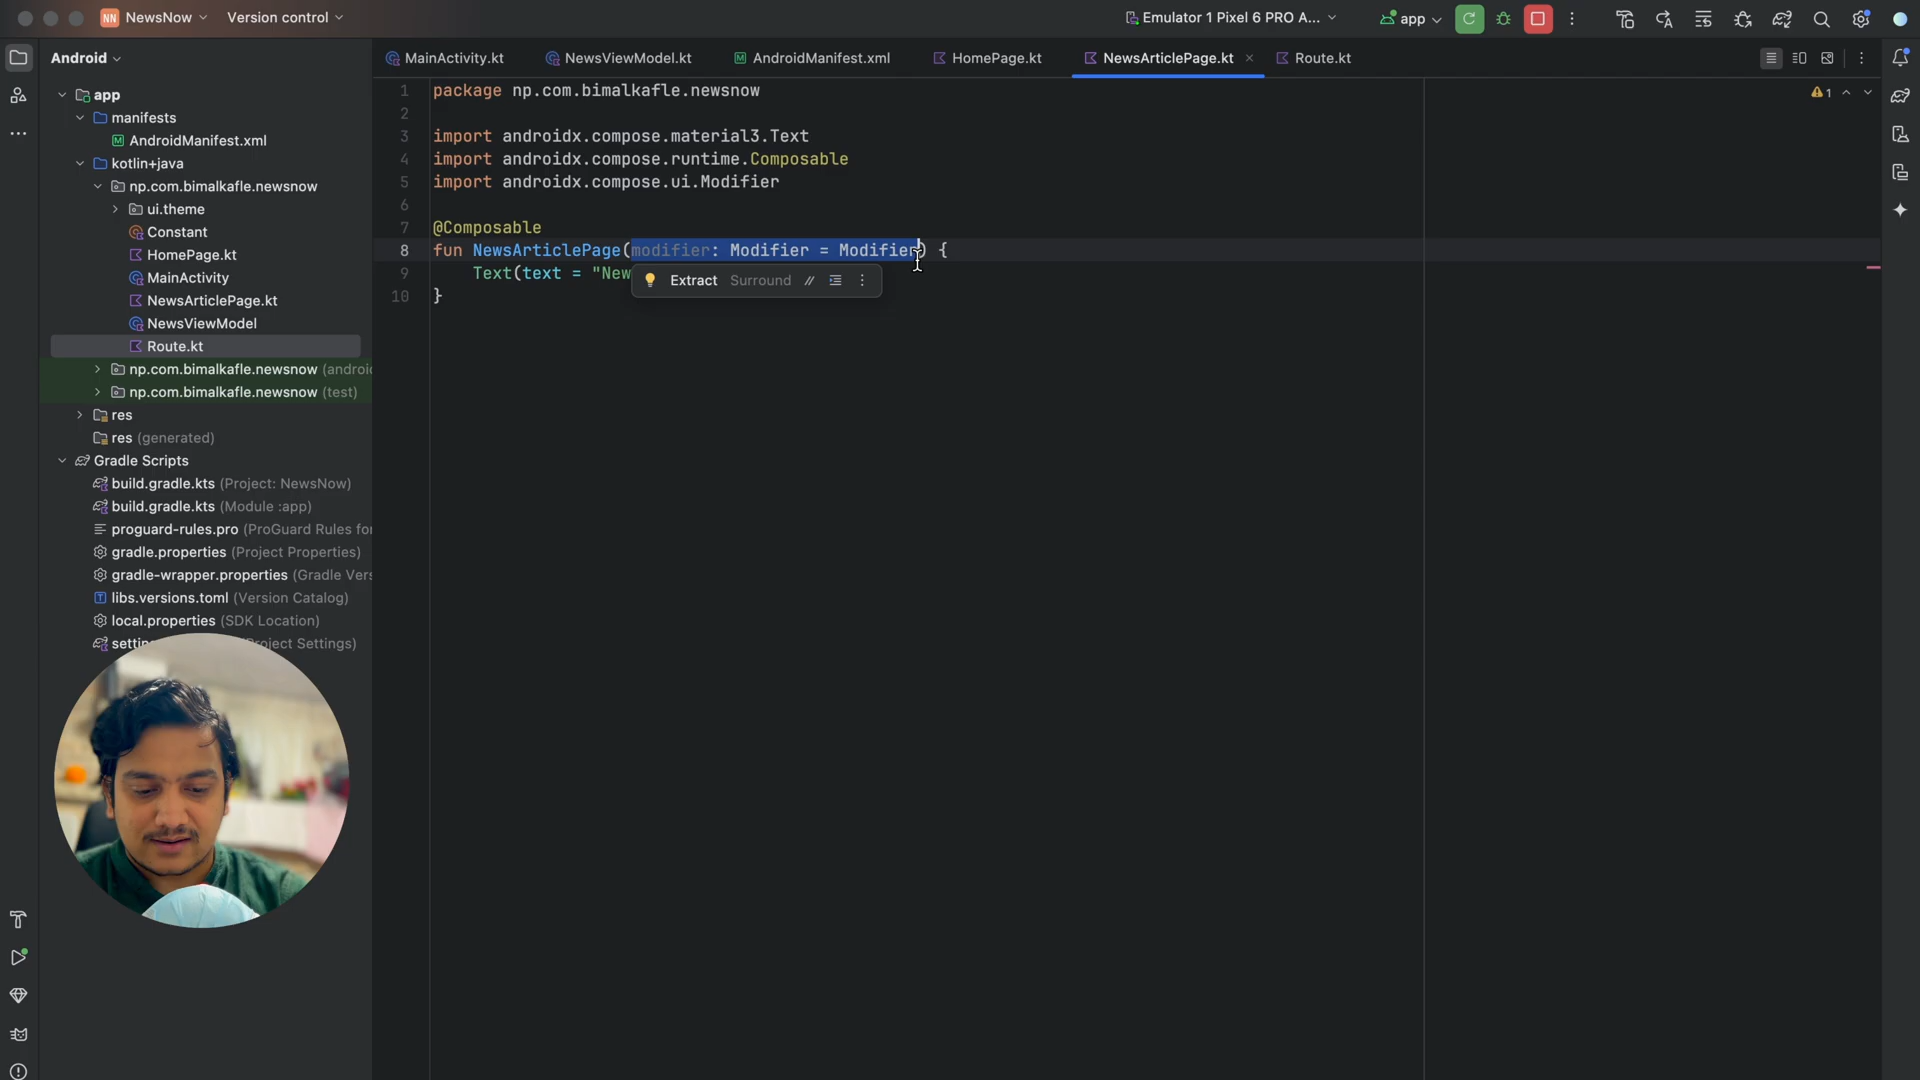 NN NewsNow Version control
Emulator 1 Pixel 6 PRO A... app
Android
MainActivity.kt NewsViewModel.kt AndroidManifest.xml HomePage.kt NewsArticlePage.kt Route.kt
app
manifests
AndroidManifest.xml
kotlin+java
np.com.bimalkafle.newsnow
ui.theme
Constant
HomePage.kt
MainActivity
NewsArticlePage.kt
NewsViewModel
Route.kt
np.com.bimalkafle.newsnow (androi
np.com.bimalkafle.newsnow (test)
res
res (generated)
Gradle Scripts
build.gradle.kts (Project: NewsNow)
build.gradle.kts (Module :app)
proguard-rules.pro (ProGuard Rules for
gradle.properties (Project Properties)
gradle-wrapper.properties (Gradle Vers
libs.versions.toml (Version Catalog)
local.properties (SDK Location)
settin roject Settings)
1 package np.com.bimalkafle.newsnow
2
3 import androidx.compose.material3.Text
4 import androidx.compose.runtime.Composable
5 import androidx.compose.ui.Modifier
6
7 @Composable
8 fun NewsArticlePage(modifier: Modifier = Modifier) {
9 Text(text = "New
10 }
Extract Surround //
1